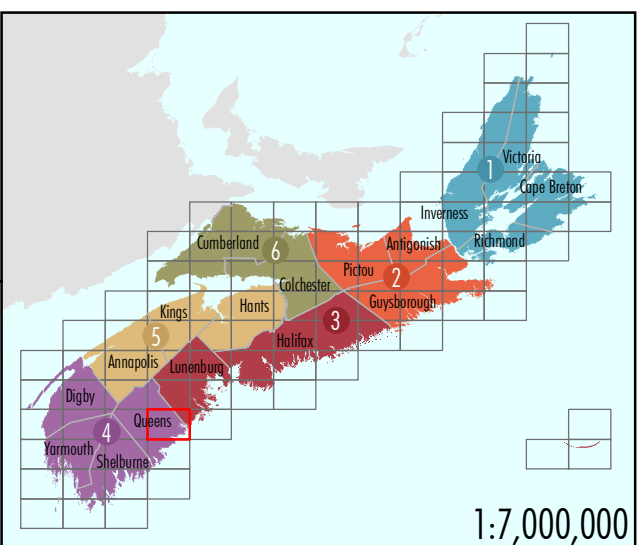 Victoria
1
Cape Breton
Inverness
Richmond
Cumberland
6
Antigonish
Pictou
2
Colchester
Guysborough
Kings
Hants
3
5
Halifax
Annapolis
Lunenburg
Digby
Queens
4
Yarmouth
Shelburne
1:7,000,000